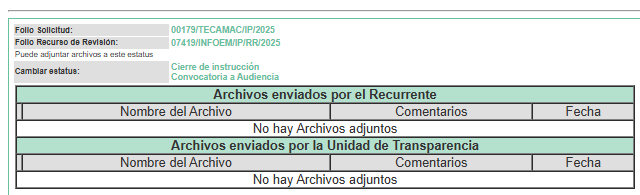 Folio Solicitud: 00179/TECAMAC/IP/2025
Folio Recurso de Revisión: 07419/INFOEM/IP/RR/2025
Puede adjuntar archivos a este estatus
Cambiar estatus: Cierre de instrucción
Convocatoria a Audiencia
Archivos enviados por el Recurrente
Nombre del Archivo Comentarios Fecha
No hay Archivos adjuntos
Archivos enviados por la Unidad de Transparencia
Nombre del Archivo Comentarios Fecha
No hay Archivos adjuntos